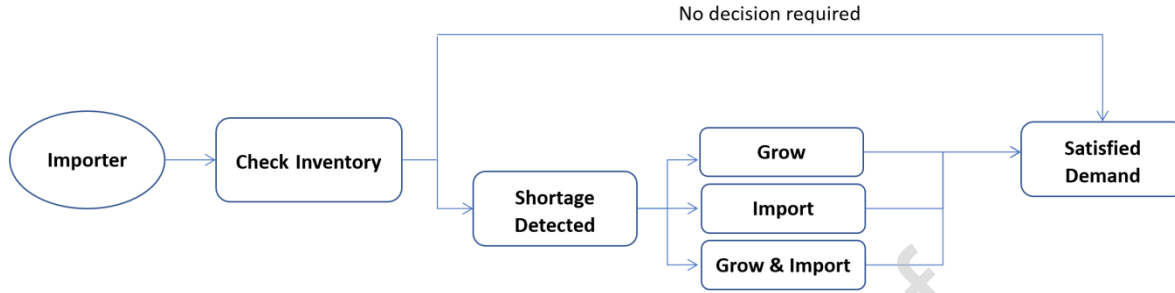 No decision required
Importer
Check Inventory
Shortage
Detected
Grow
Import
Grow & Import
Satisfied
Demand